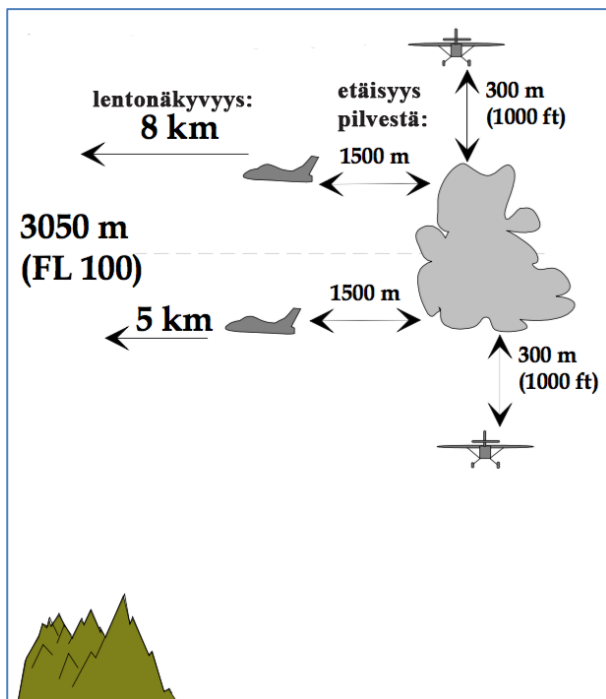 300 m
(1000 ft)
lentonäkyvyys:
8 km
etäisyys
pilvestä:
1500 m
3050 m
(FL 100)
1500 m
5 km
300 m
(1000 ft)